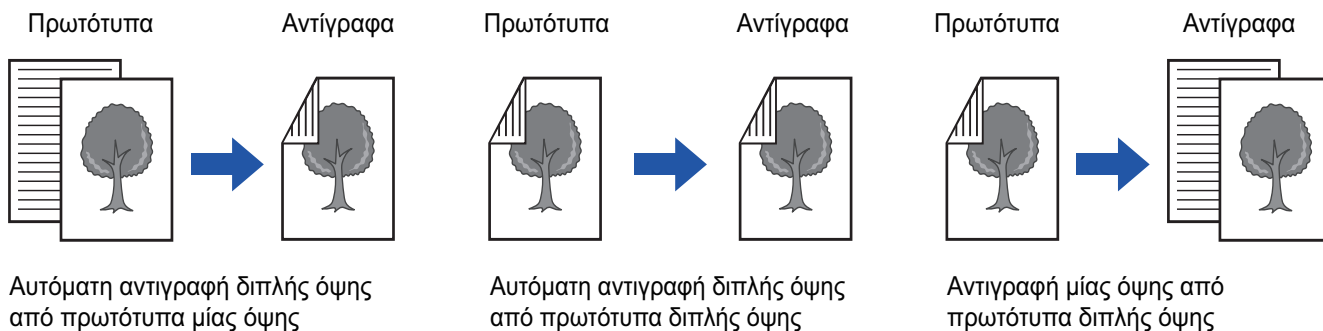 Πρωτότυπα
Αντίγραφα
Πρωτότυπα
Αντίγραφα
Πρωτότυπα
Αντίγραφα
Αυτόματη αντιγραφή διπλής όψης
από πρωτότυπα μίας όψης
Αυτόματη αντιγραφή διπλής όψης
από πρωτότυπα διπλής όψης
Αντιγραφή μίας όψης από
πρωτότυπα διπλής όψης